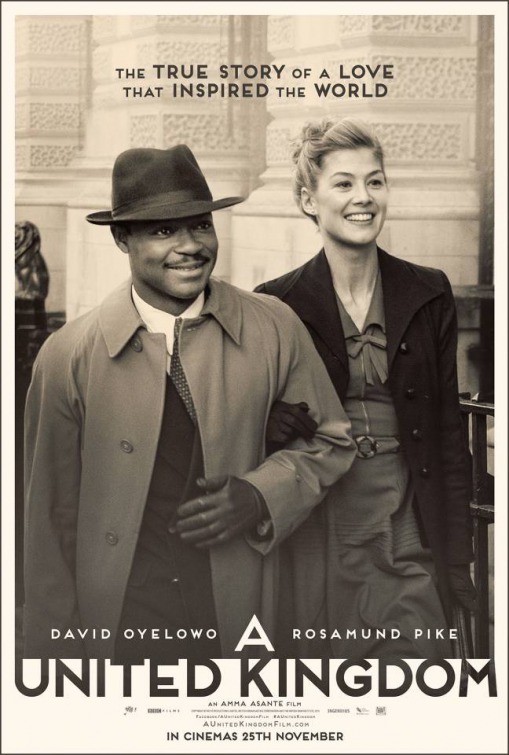 THE TRUE STORY OF A LOVE
THAT INSPIRED THE WORLD
DAVID OYELOWO A ROSAMUND PIKE
UNITED KINGDOM
AN AMMA ASANTE FILM
AUNITEDKINGDOMFILM.COM
IN CINEMAS 25TH NOVEMBER